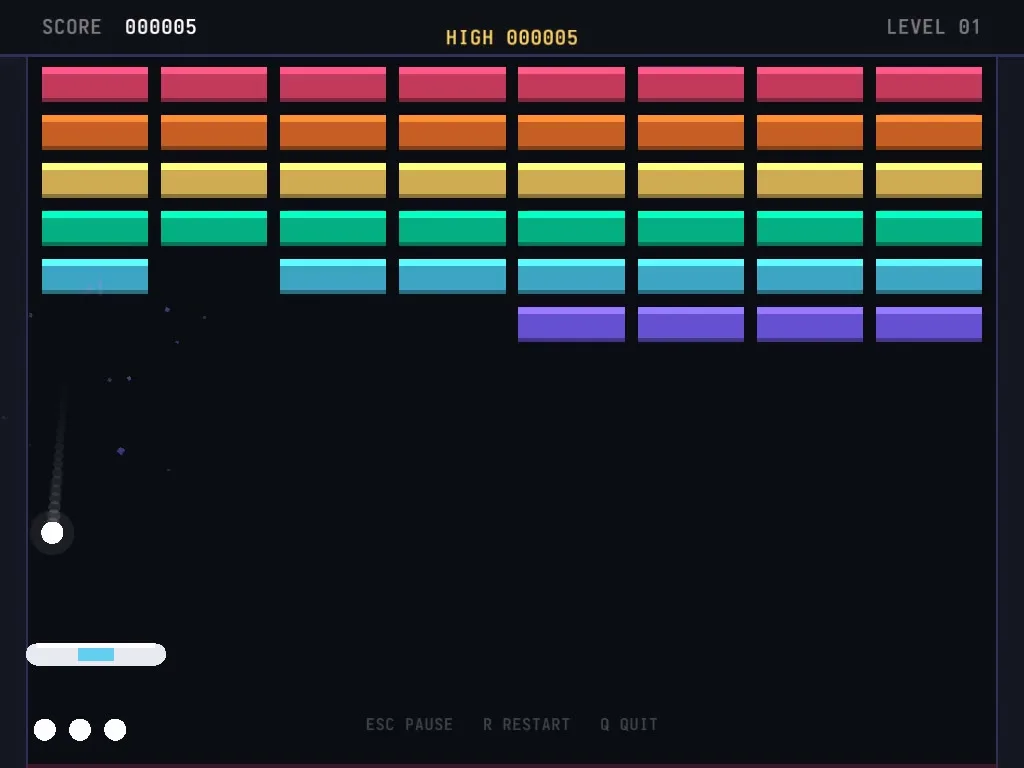 SCORE 000005
HIGH 000005
LEVEL 01
ESC PAUSE R RESTART Q QUIT